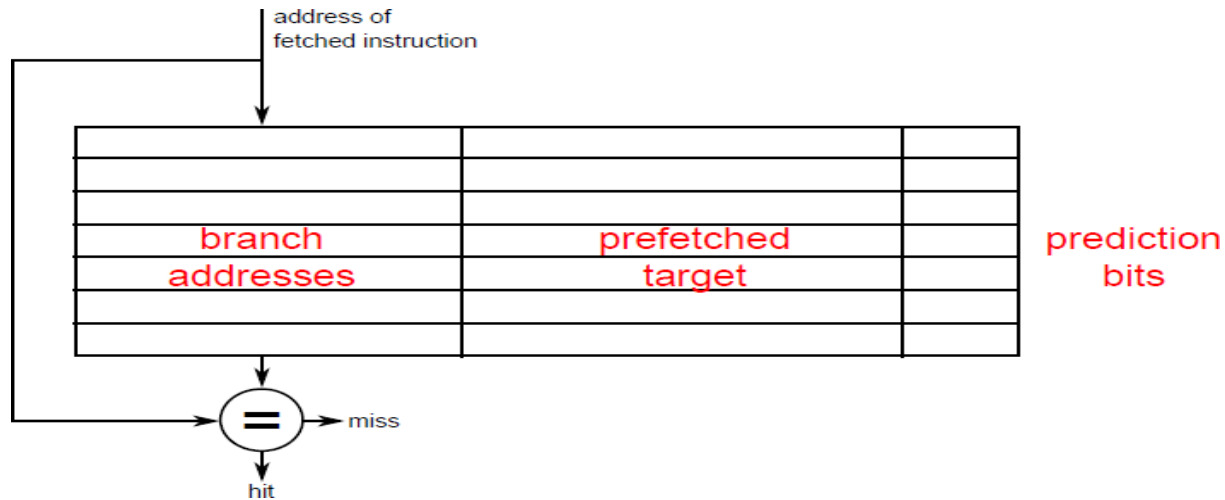 address of
fetched instruction
branch
addresses
prefetched
target
prediction
bits
=
miss
hit